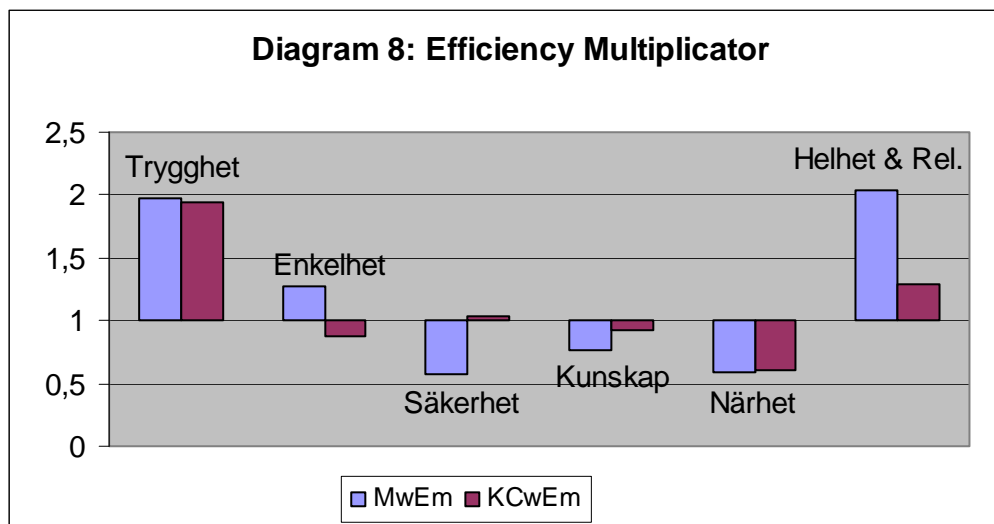 Diagram 8: Efficiency Multiplicator
2,5
2
1,5
1
0,5
0
Trygghet
Enkelhet
Säkerhet
Kunskap
Närhet
Helhet & Rel.
MwEm KCwEm